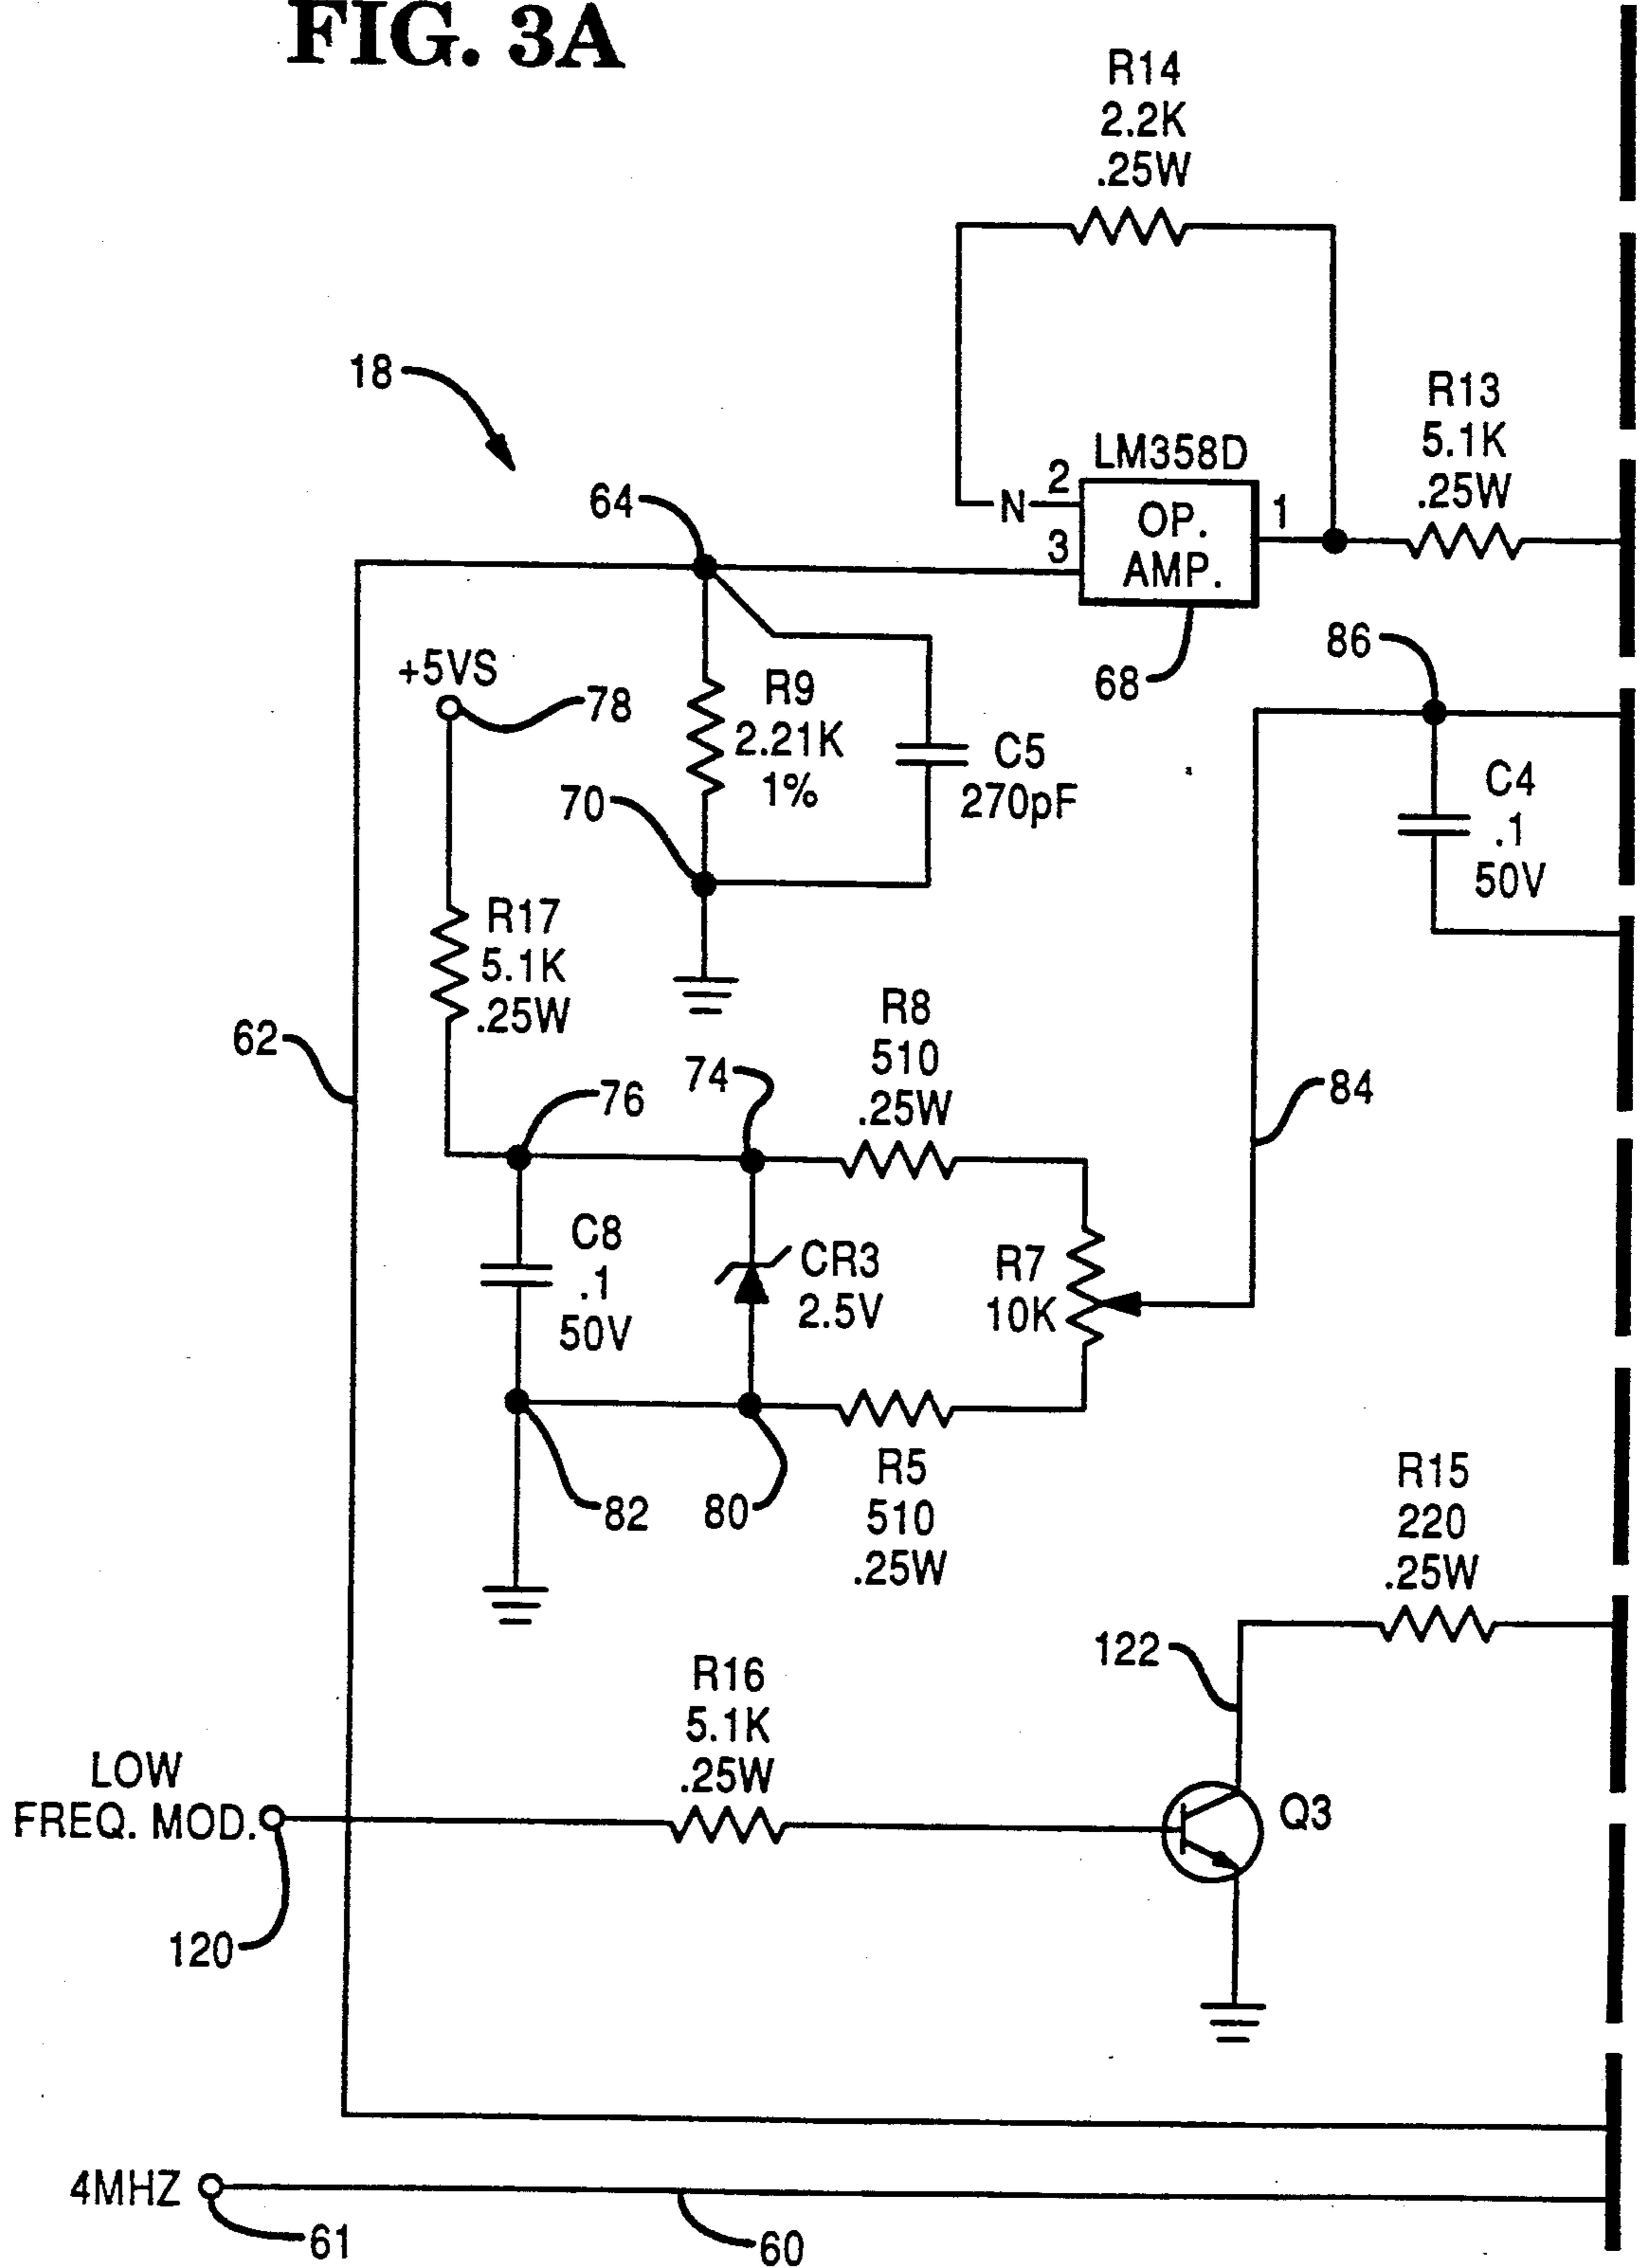 FIG. 3A
R14
2.2K
.25W
18
R13
5.1K
.25W
LM358D
64
N
2
3
OP.
AMP.
1
68
86
+5VS
78
R9
2.21K
1%
C5
270pF
70
C4
.1
50V
R17
5.1K
.25W
62
R8
510
.25W
74
76
84
C8
.1
50V
CR3
2.5V
R7
10K
82
80
R5
510
.25W
R15
220
.25W
122
R16
5.1K
.25W
LOW
FREQ. MOD.
Q3
120
4MHZ
61
60